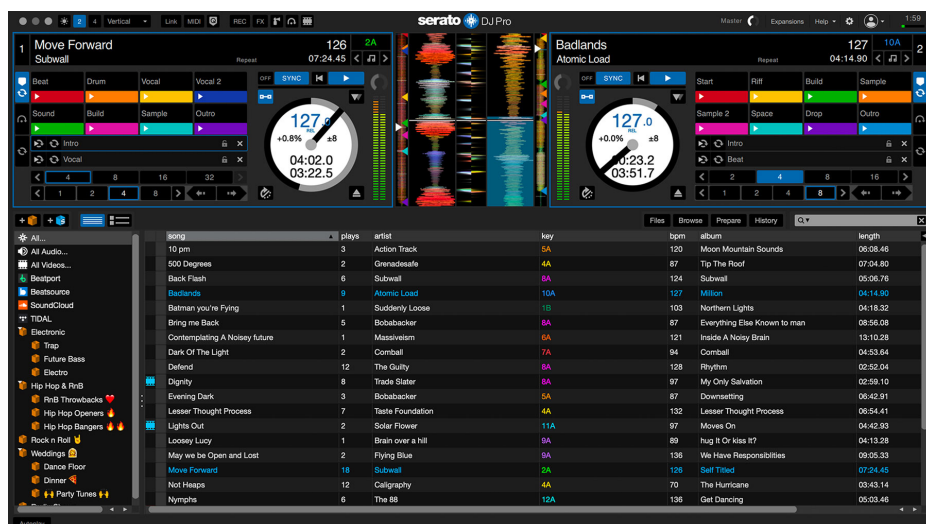 2 4 Vertical Link MIDI REC FX serato DJ Pro Master Expansions Help 1:59
1 Move Forward 126 2A
Subwall Repeat 07:24.45
Badlands 127 10A 2
Atomic Load Repeat 04:14.90
Beat Drum Vocal Vocal 2
Sound Build Sample Outro
Intro
Vocal
4 8 16 32
1 2 4 8
OFF SYNC
127.0
REL
+0.8% ±8
04:02.0
03:22.5
OFF SYNC
127.0
REL
+0.0% ±8
0:23.2
03:51.7
Start Riff Build Sample
Sample 2 Space Drop Outro
Intro
Beat
2 4 8 16
1 2 4 8
Files Browse Prepare History
song plays artist key bpm album length
10 pm 3 Action Track 5A 120 Moon Mountain Sounds 06:08.46
500 Degrees 2 Grenadesafe 4A 87 Tip The Roof 07:04.80
Back Flash 6 Subwall 8A 124 Subwall 05:06.76
Badlands 9 Atomic Load 10A 127 Million 04:14.90
Batman you're Fying 1 Suddenly Loose 1B 103 Northern Lights 04:18.32
Bring me Back 5 Bobabacker 8A 87 Everything Else Known to man 08:56.08
Contemplating A Noisey future 1 Massiveism 6A 121 Inside A Noisy Brain 13:10.28
Dark Of The Light 2 Comball 7A 94 Comball 04:53.64
Defend 12 The Guilty 8A 128 Rhythm 02:52.04
Dignity 8 Trade Slater 8A 97 My Only Salvation 02:59.10
Evening Dark 3 Bobabacker 5A 87 Downsetting 06:42.91
Lesser Thought Process 7 Taste Foundation 4A 132 Lesser Thought Process 06:54.41
Lights Out 2 Solar Flower 11A 97 Moves On 04:42.93
Loosey Lucy 1 Brain over a hill 9A 89 hug It Or kiss It? 04:13.28
May we be Open and Lost 2 Flying Blue 9A 136 We Have Responsiblities 09:05.33
Move Forward 18 Subwall 2A 126 Self Titled 07:24.45
Not Heaps 12 Caligraphy 4A 70 The Hurricane 03:43.14
Nymphs 6 The 88 12A 136 Get Dancing 05:03.46
All...
All Audio...
All Videos...
Beatport
Beatsource
SoundCloud
TIDAL
Electronic
Trap
Future Bass
Electro
Hip Hop & RnB
RnB Throwbacks
Hip Hop Openers
Hip Hop Bangers
Rock n Roll
Weddings
Dance Floor
Dinner
Party Tunes
Autoplay